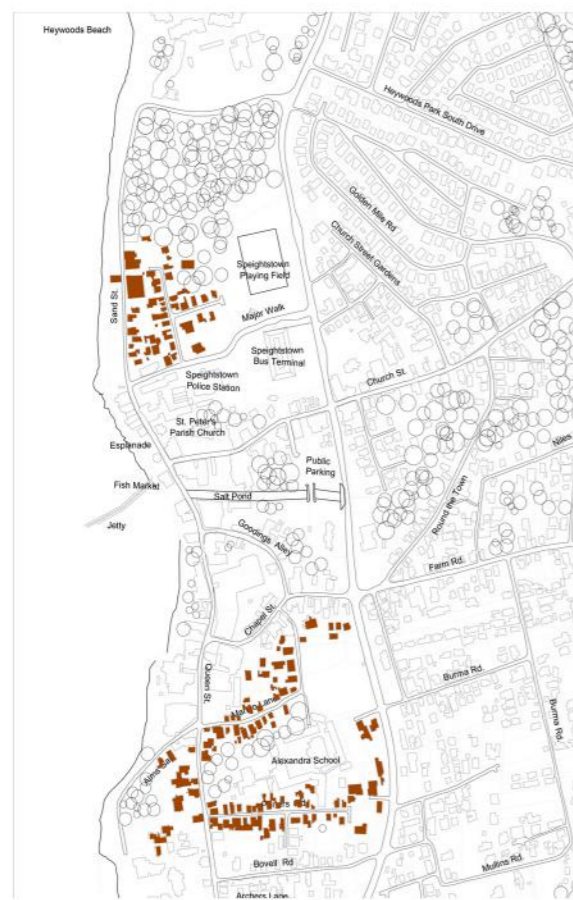 Heywoods Beach
Heywoods Park South Drive
Golden Mile Rd
Church Street Gardens
Speightstown
Playing Field
Sand St.
Major Walk
Speightstown
Bus Terminal
Speightstown
Police Station
Church St.
St. Peter's
Parish Church
Esplanade
Public
Parking
Niles
Fish Market
Salt Pond
Round the Town
Jetty
Goodings Alley
Farm Rd.
Chapel St.
Queen St.
Burma Rd.
Burma Rd.
Lane
Alexandra School
Rd
Bovell Rd
Mullins Rd.
Archers Lane